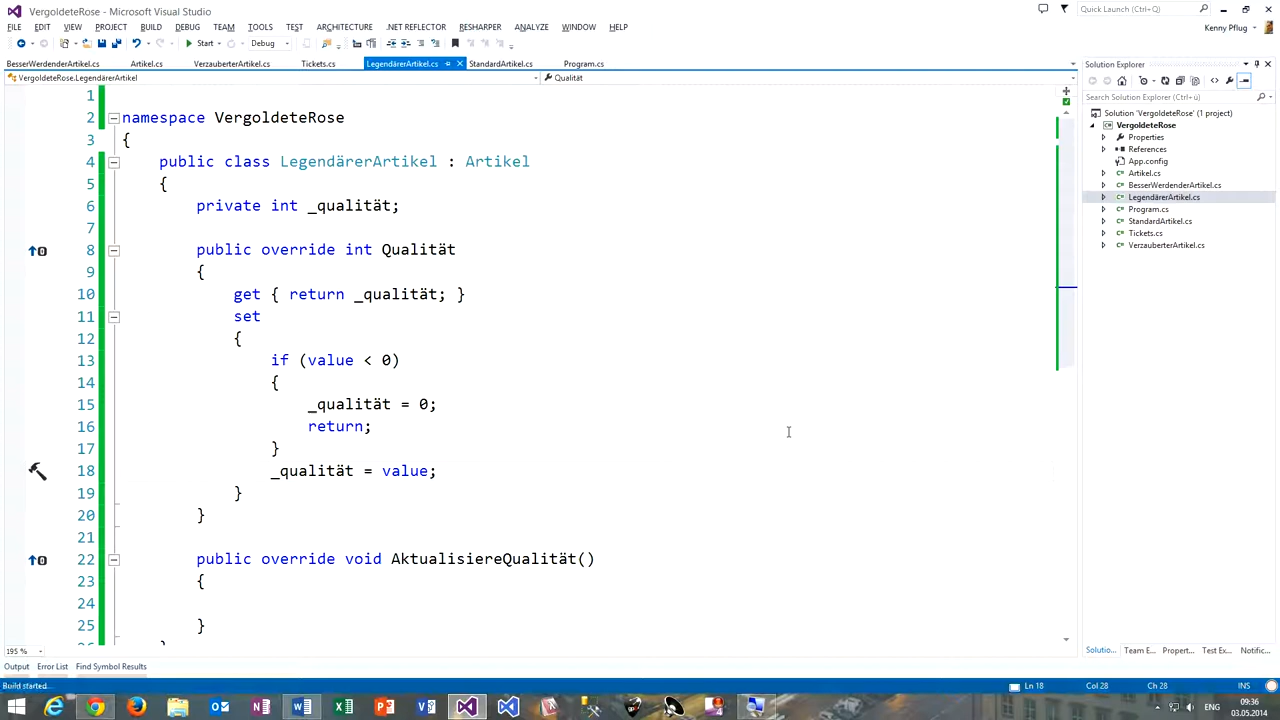 VergoldeteRose - Microsoft Visual Studio
Quick Launch (Ctrl+Ü)
FILE EDIT VIEW PROJECT BUILD DEBUG TEAM TOOLS TEST ARCHITECTURE .NET REFLECTOR RESHARPER ANALYZE WINDOW HELP
Kenny Pflug
Start Debug
BesserWerdenderArtikel.cs Artikel.cs VerzauberterArtikel.cs Tickets.cs LegendärerArtikel.cs StandardArtikel.cs Program.cs
VergoldeteRose.LegendärerArtikel Qualität
1
2 namespace VergoldeteRose
3 {
4 public class LegendärerArtikel : Artikel
5 {
6 private int _qualität;
7
8 public override int Qualität
9 {
10 get { return _qualität; }
11 set
12 {
13 if (value < 0)
14 {
15 _qualität = 0;
16 return;
17 }
18 _qualität = value;
19 }
20 }
21
22 public override void AktualisiereQualität()
23 {
24
25 }
195 %
Solution Explorer
Search Solution Explorer (Ctrl+ü)
Solution 'VergoldeteRose' (1 project)
VergoldeteRose
Properties
References
App.config
Artikel.cs
BesserWerdenderArtikel.cs
LegendärerArtikel.cs
Program.cs
StandardArtikel.cs
Tickets.cs
VerzauberterArtikel.cs
Solutio... Team E... Propert... Test Ex... Notific...
Output Error List Find Symbol Results
Build started... Ln 18 Col 28 Ch 28 INS
ENG 09:36
03.05.2014